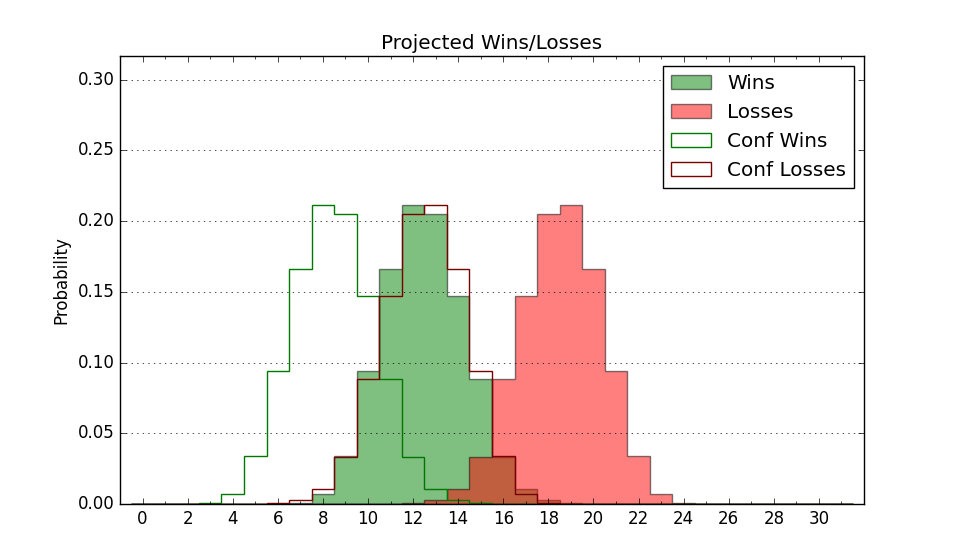 Projected Wins/Losses
Wins
Losses
Conf Wins
Conf Losses
Probability
0.30
0.25
0.20
0.15
0.10
0.05
0.00
0 2 4 6 8 10 12 14 16 18 20 22 24 26 28 30